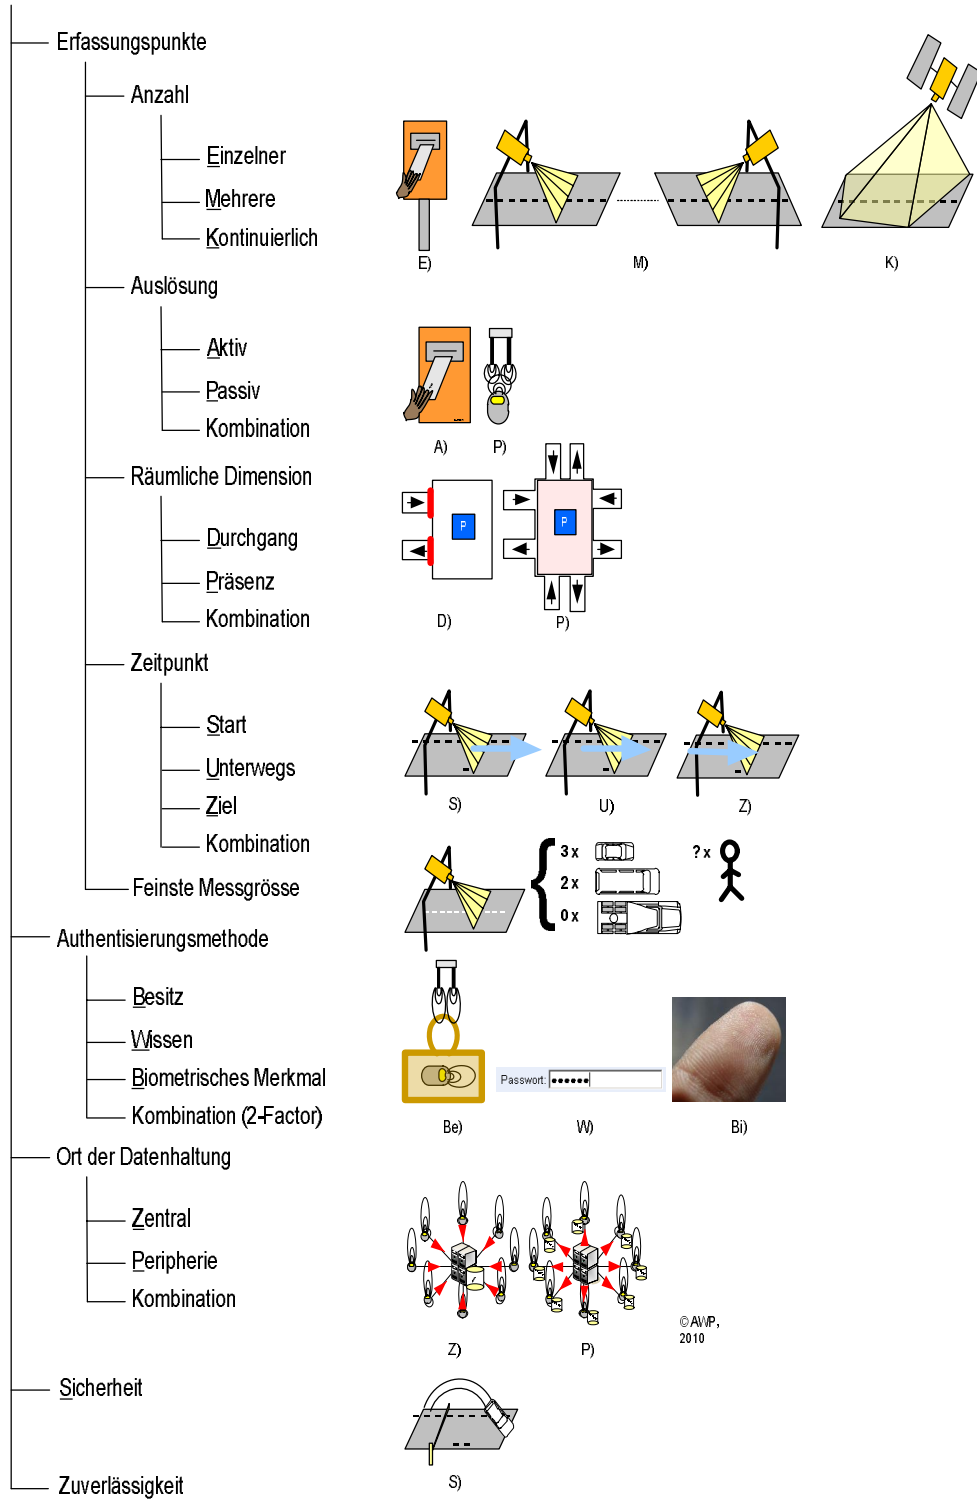 Erfassungspunkte
Anzahl
Einzelner
Mehrere
Kontinuierlich
E)
M)
K)
Auslösung
Aktiv
Passiv
Kombination
A)
P)
Räumliche Dimension
Durchgang
Präsenz
Kombination
P
P
D)
P)
Zeitpunkt
Start
Unterwegs
Ziel
Kombination
S)
U)
Z)
Feinste Messgrösse
3 x
2 x
0 x
? x
Authentisierungsmethode
Besitz
Wissen
Biometrisches Merkmal
Kombination (2-Factor)
Passwort: ••••••
Be)
W)
Bi)
Ort der Datenhaltung
Zentral
Peripherie
Kombination
Z)
P)
© AWP,
2010
Sicherheit
S)
Zuverlässigkeit